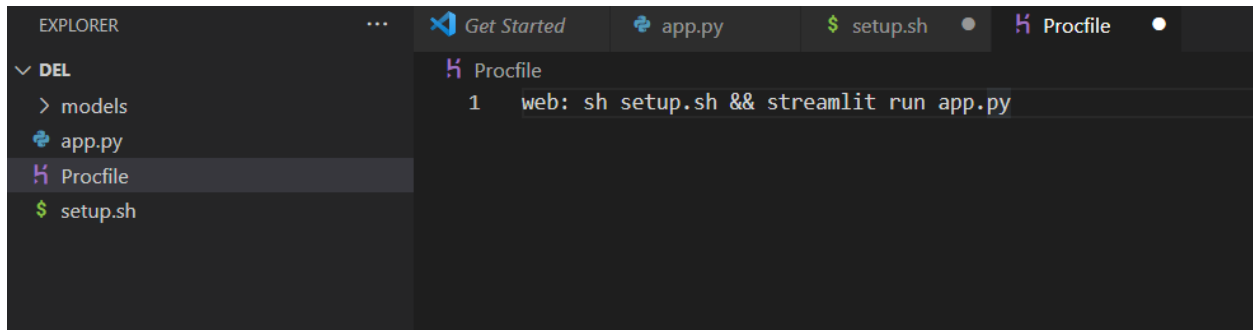 EXPLORER ...
Get Started app.py $ setup.sh Procfile
DEL
models
app.py
Procfile
$ setup.sh
Procfile
1 web: sh setup.sh && streamlit run app.py